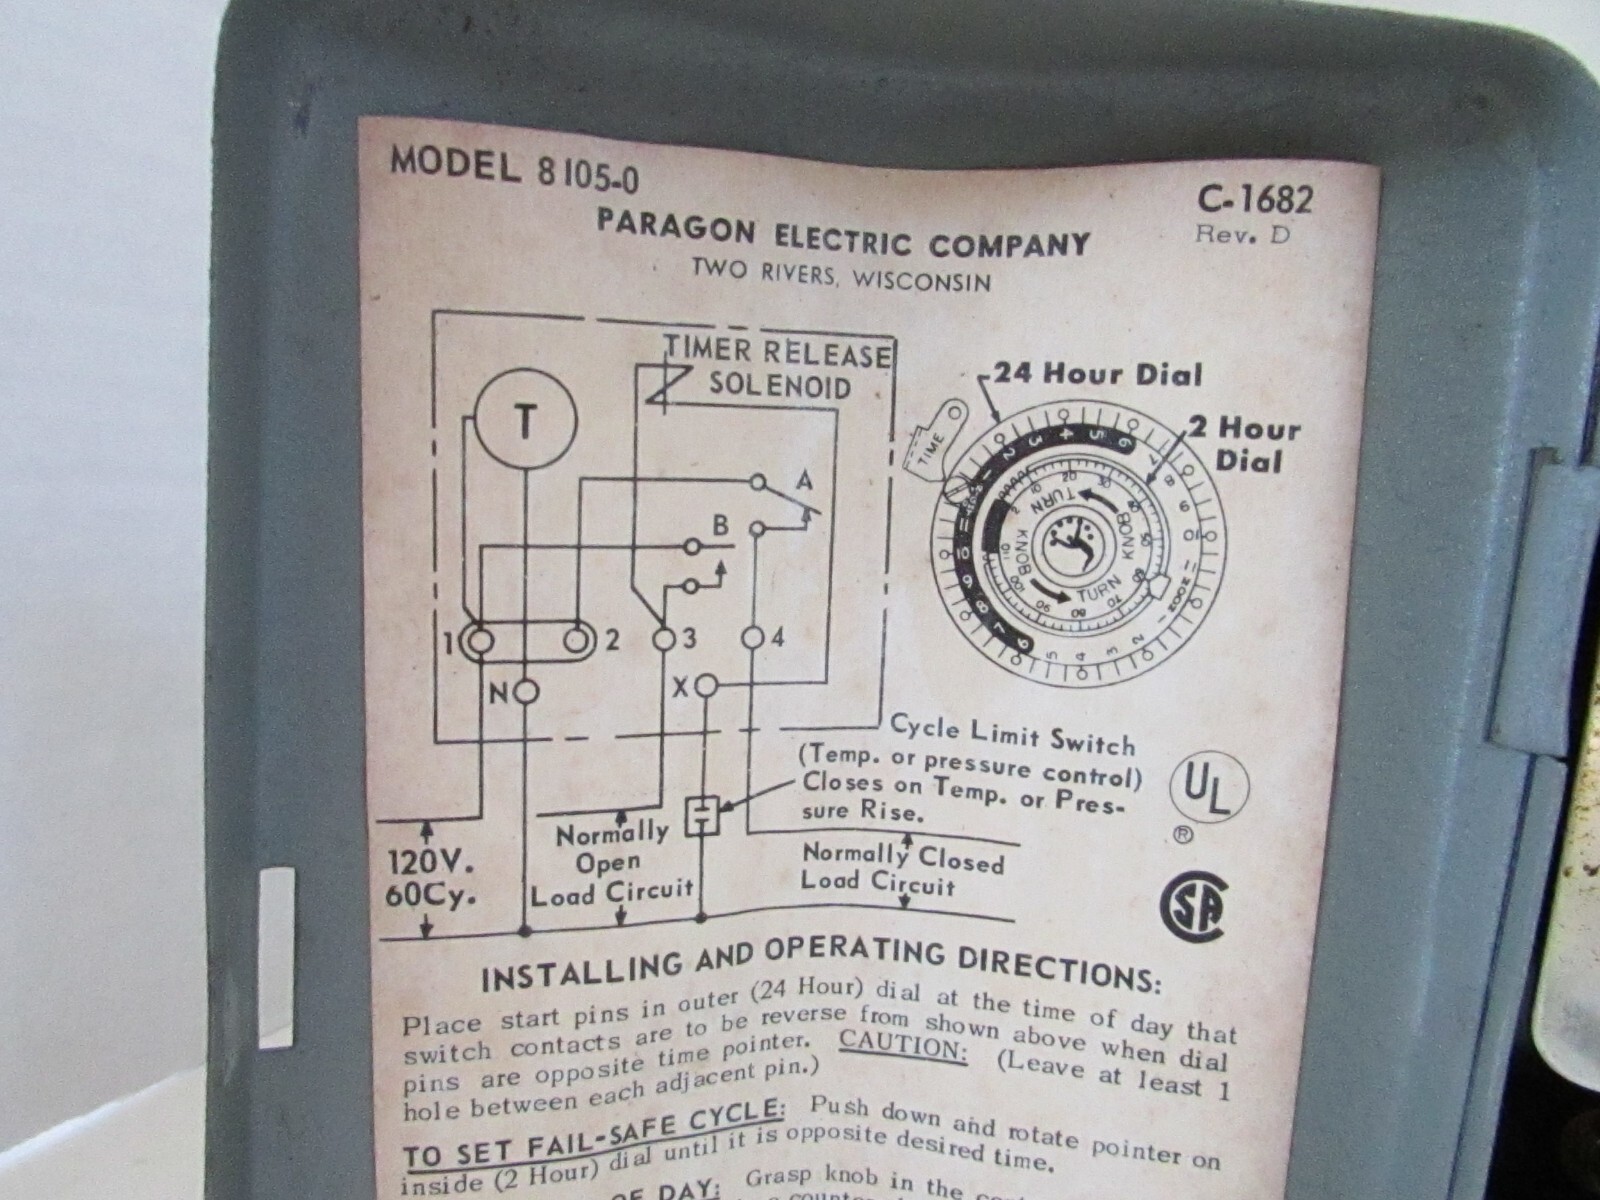 MODEL 8105-0
C-1682
Rev. D
PARAGON ELECTRIC COMPANY
TWO RIVERS, WISCONSIN
TIMER RELEASE
SOLENOID
T
A
B
1
2
3
4
N
X
24 Hour Dial
2 Hour
Dial
TIME
TURN
KNOB
TURN
KNOB
Cycle Limit Switch
(Temp. or pressure control)
Closes on Temp. or Pres-
sure Rise.
120V.
60Cy.
Normally
Open
Load Circuit
Normally Closed
Load Circuit
UL
®
SA
INSTALLING AND OPERATING DIRECTIONS:
Place start pins in outer (24 Hour) dial at the time of day that
switch contacts are to be reverse from shown above when dial
pins are opposite time pointer. CAUTION: (Leave at least 1
hole between each adjacent pin.)
TO SET FAIL-SAFE CYCLE: Push down and rotate pointer on
inside (2 Hour) dial until it is opposite desired time.
OF DAY: Grasp knob in the